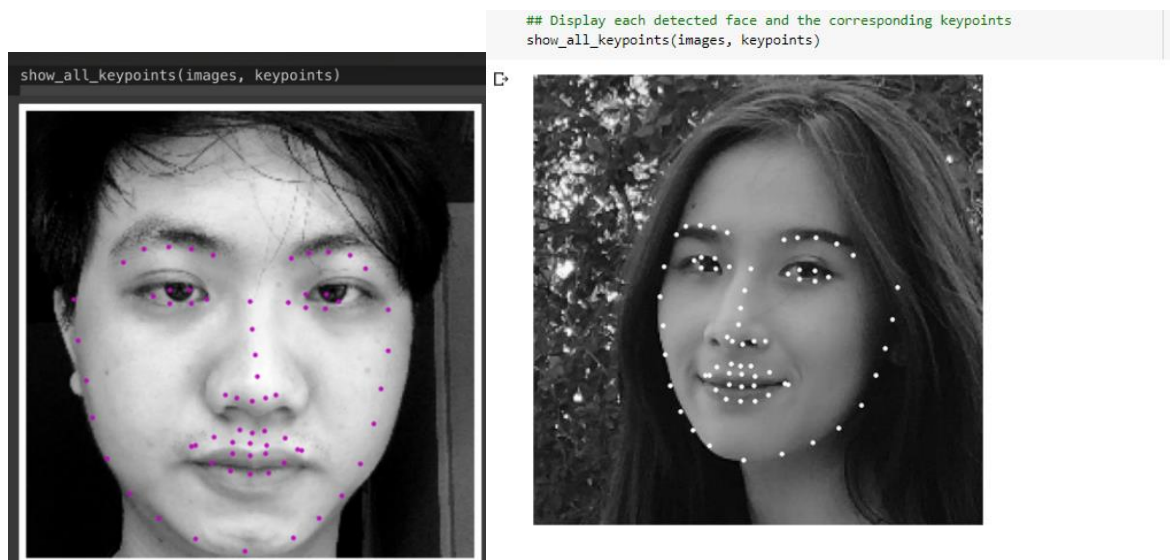 show_all_keypoints(images, keypoints)
## Display each detected face and the corresponding keypoints
show_all_keypoints(images, keypoints)